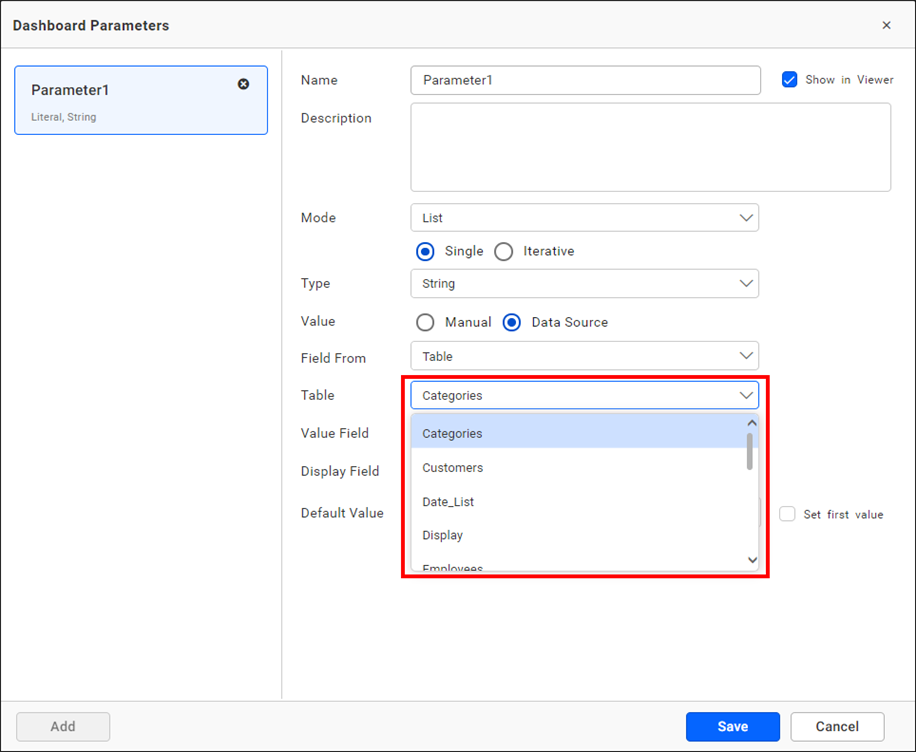 Dashboard Parameters
Parameter1
Literal, String
Name
Parameter1
Show in Viewer
Description
Mode
List
Single
Iterative
Type
String
Value
Manual
Data Source
Field From
Table
Table
Categories
Value Field
Categories
Display Field
Customers
Date_List
Default Value
Set first value
Display
Employees
Add
Save
Cancel